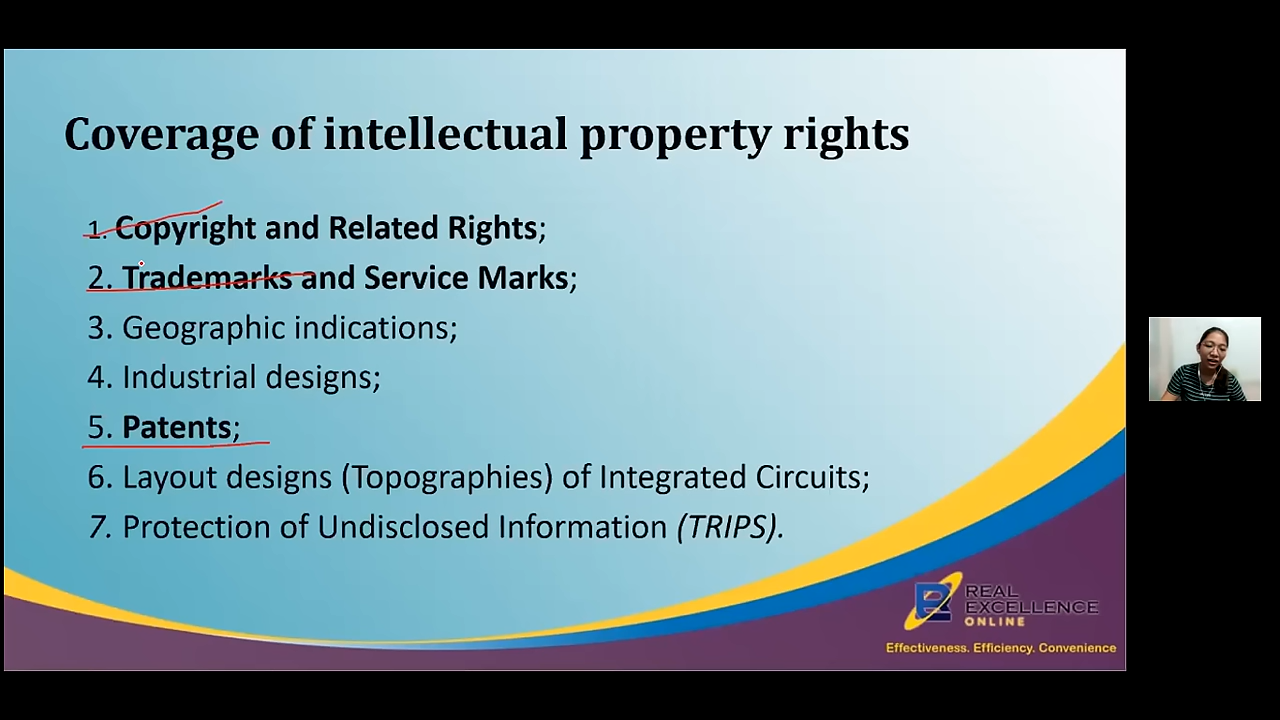 Coverage of intellectual property rights
1. Copyright and Related Rights;
2. Trademarks and Service Marks;
3. Geographic indications;
4. Industrial designs;
5. Patents;
6. Layout designs (Topographies) of Integrated Circuits;
7. Protection of Undisclosed Information (TRIPS).
REAL
EXCELLENCE
ONLINE
Effectiveness. Efficiency. Convenience